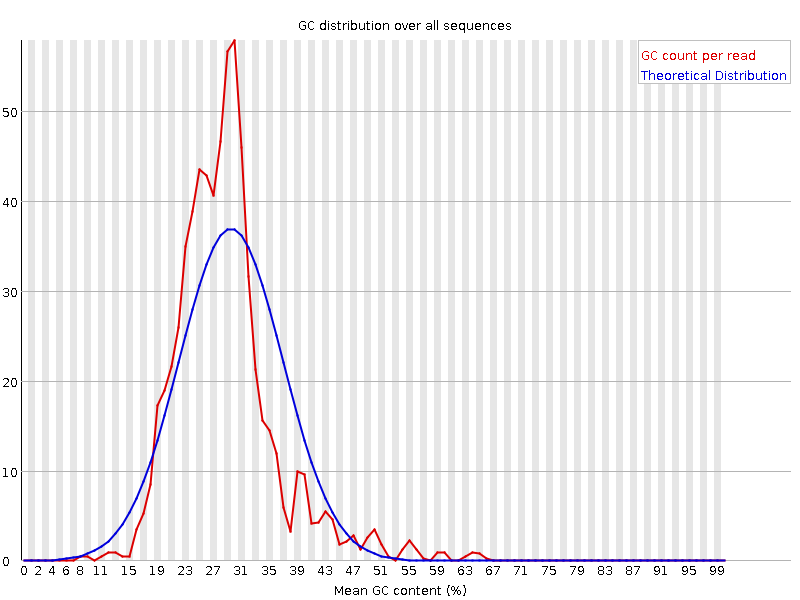 GC distribution over all sequences
GC count per read
Theoretical Distribution
50
40
30
20
10
0
0 2 4 6 8 11 15 19 23 27 31 35 39 43 47 51 55 59 63 67 71 75 79 83 87 91 95 99
Mean GC content (%)